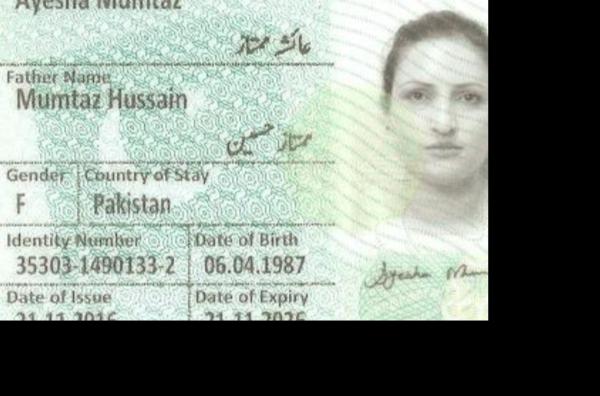 Ayesha Mumtaz
عائشہ ممتاز
Father Name
Mumtaz Hussain
ممتاز حسین
Gender Country of Stay
F Pakistan
Identity Number Date of Birth
35303-1490133-2 06.04.1987
Ayesha
Date of Issue Date of Expiry
21.11.2016 21.11.2026